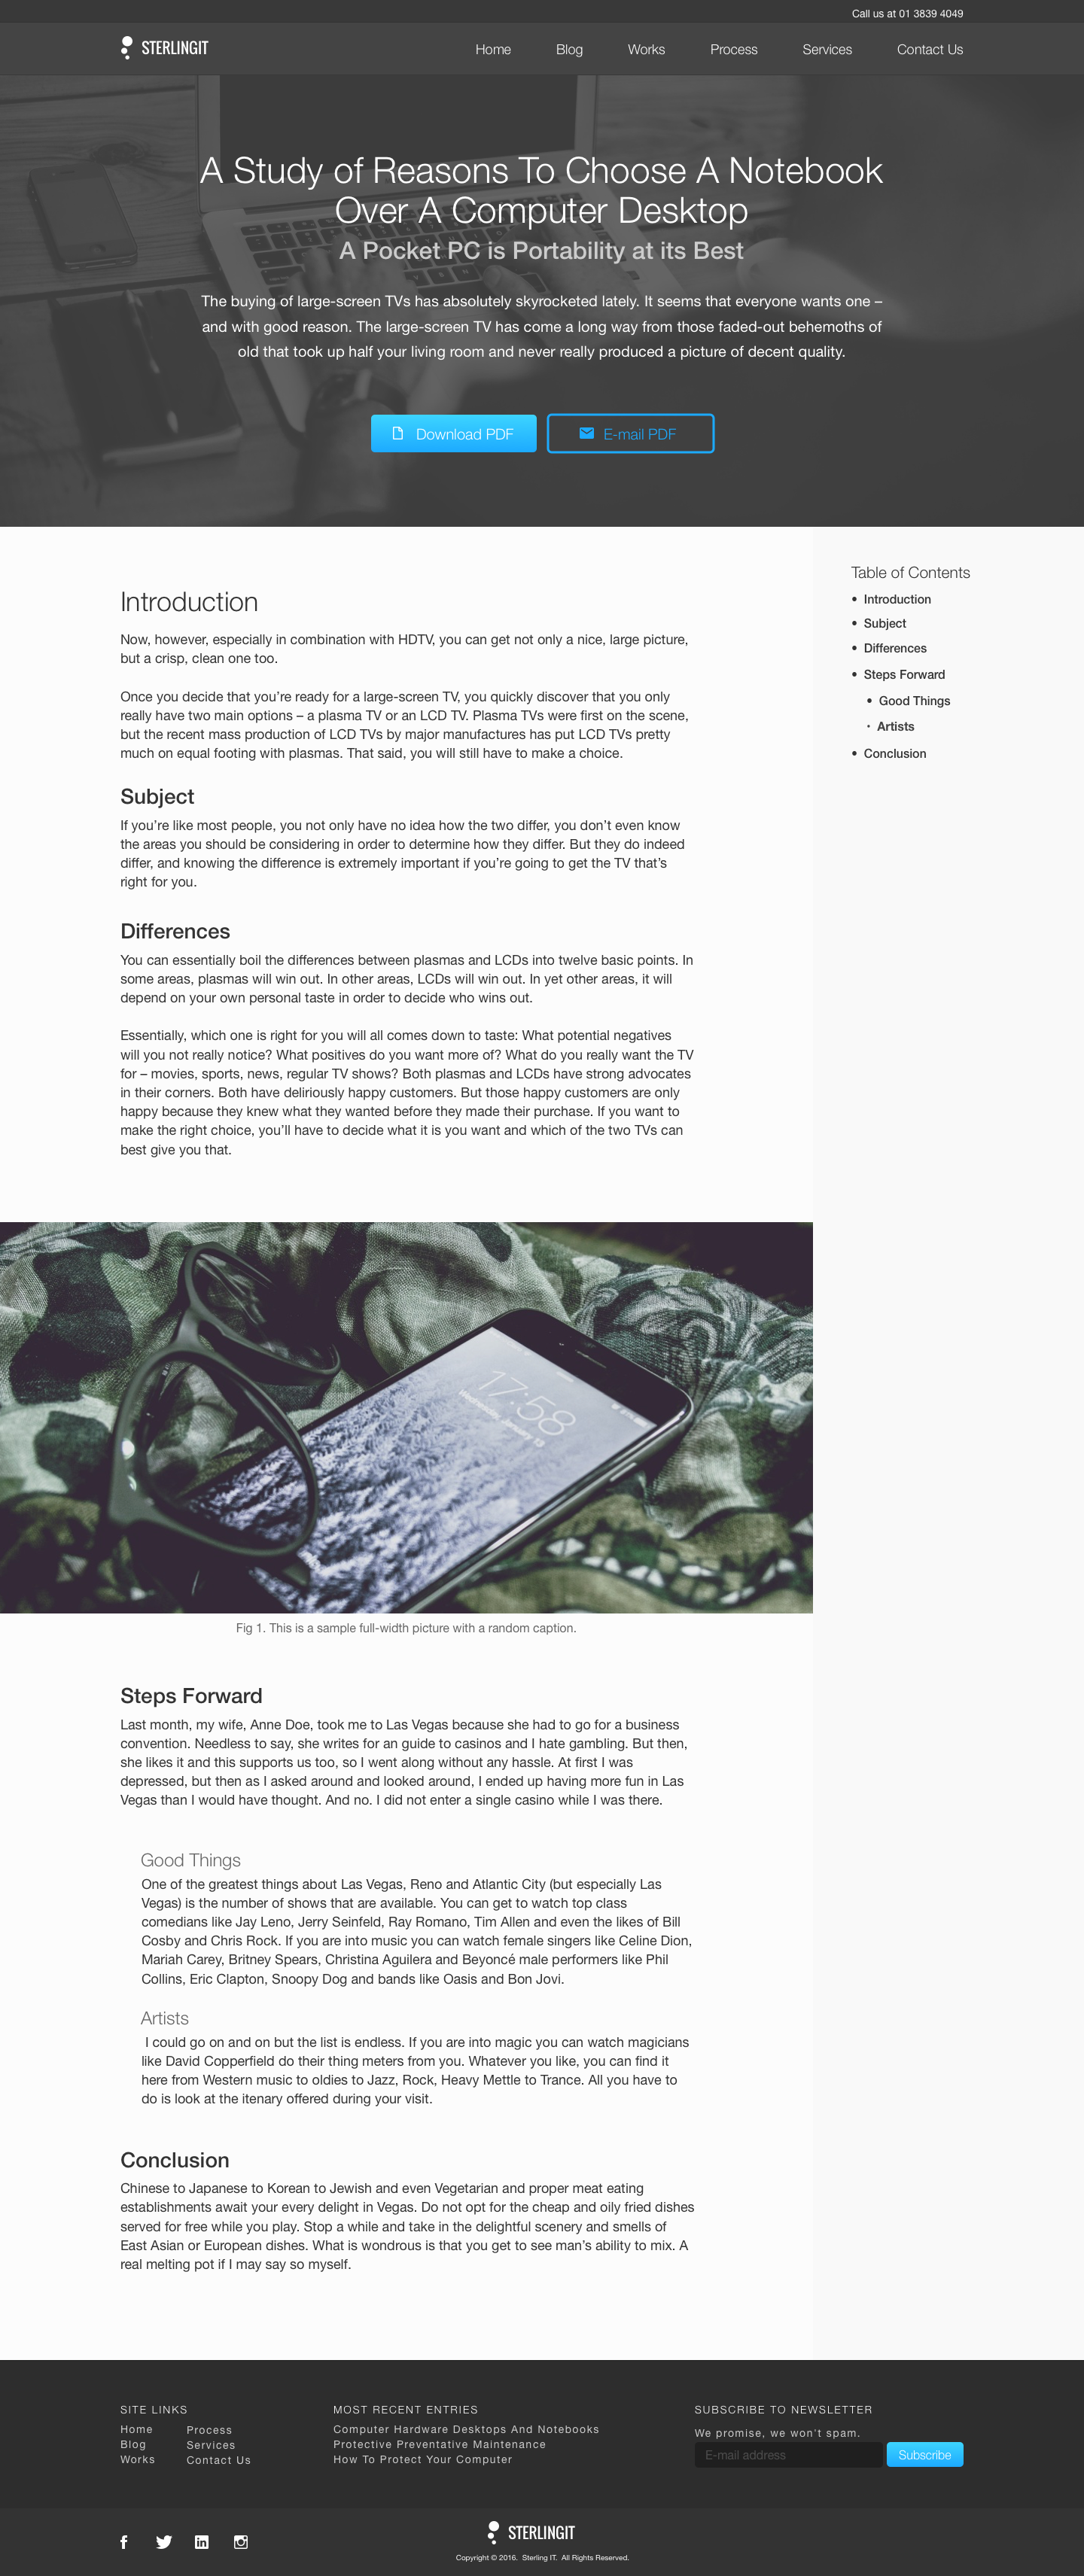 Call us at 01 3839 4049
STERLINGIT
Home Blog Works Process Services Contact Us
A Study of Reasons To Choose A Notebook
Over A Computer Desktop
A Pocket PC is Portability at its Best
The buying of large-screen TVs has absolutely skyrocketed lately. It seems that everyone wants one –
and with good reason. The large-screen TV has come a long way from those faded-out behemoths of
old that took up half your living room and never really produced a picture of decent quality.
Download PDF
E-mail PDF
Introduction
Now, however, especially in combination with HDTV, you can get not only a nice, large picture,
but a crisp, clean one too.
Once you decide that you’re ready for a large-screen TV, you quickly discover that you only
really have two main options – a plasma TV or an LCD TV. Plasma TVs were first on the scene,
but the recent mass production of LCD TVs by major manufactures has put LCD TVs pretty
much on equal footing with plasmas. That said, you will still have to make a choice.
Subject
If you’re like most people, you not only have no idea how the two differ, you don’t even know
the areas you should be considering in order to determine how they differ. But they do indeed
differ, and knowing the difference is extremely important if you’re going to get the TV that’s
right for you.
Differences
You can essentially boil the differences between plasmas and LCDs into twelve basic points. In
some areas, plasmas will win out. In other areas, LCDs will win out. In yet other areas, it will
depend on your own personal taste in order to decide who wins out.
Essentially, which one is right for you will all comes down to taste: What potential negatives
will you not really notice? What positives do you want more of? What do you really want the TV
for – movies, sports, news, regular TV shows? Both plasmas and LCDs have strong advocates
in their corners. Both have deliriously happy customers. But those happy customers are only
happy because they knew what they wanted before they made their purchase. If you want to
make the right choice, you’ll have to decide what it is you want and which of the two TVs can
best give you that.
Table of Contents
• Introduction
• Subject
• Differences
• Steps Forward
• Good Things
• Artists
• Conclusion
17:58
Wednesday, January 13
Fig 1. This is a sample full-width picture with a random caption.
Steps Forward
Last month, my wife, Anne Doe, took me to Las Vegas because she had to go for a business
convention. Needless to say, she writes for an guide to casinos and I hate gambling. But then,
she likes it and this supports us too, so I went along without any hassle. At first I was
depressed, but then as I asked around and looked around, I ended up having more fun in Las
Vegas than I would have thought. And no. I did not enter a single casino while I was there.
Good Things
One of the greatest things about Las Vegas, Reno and Atlantic City (but especially Las
Vegas) is the number of shows that are available. You can get to watch top class
comedians like Jay Leno, Jerry Seinfeld, Ray Romano, Tim Allen and even the likes of Bill
Cosby and Chris Rock. If you are into music you can watch female singers like Celine Dion,
Mariah Carey, Britney Spears, Christina Aguilera and Beyoncé male performers like Phil
Collins, Eric Clapton, Snoopy Dog and bands like Oasis and Bon Jovi.
Artists
I could go on and on but the list is endless. If you are into magic you can watch magicians
like David Copperfield do their thing meters from you. Whatever you like, you can find it
here from Western music to oldies to Jazz, Rock, Heavy Mettle to Trance. All you have to
do is look at the itenary offered during your visit.
Conclusion
Chinese to Japanese to Korean to Jewish and even Vegetarian and proper meat eating
establishments await your every delight in Vegas. Do not opt for the cheap and oily fried dishes
served for free while you play. Stop a while and take in the delightful scenery and smells of
East Asian or European dishes. What is wondrous is that you get to see man’s ability to mix. A
real melting pot if I may say so myself.
SITE LINKS
Home Process
Blog Services
Works Contact Us
MOST RECENT ENTRIES
Computer Hardware Desktops And Notebooks
Protective Preventative Maintenance
How To Protect Your Computer
SUBSCRIBE TO NEWSLETTER
We promise, we won’t spam.
E-mail address
Subscribe
STERLINGIT
Copyright © 2016. Sterling IT. All Rights Reserved.